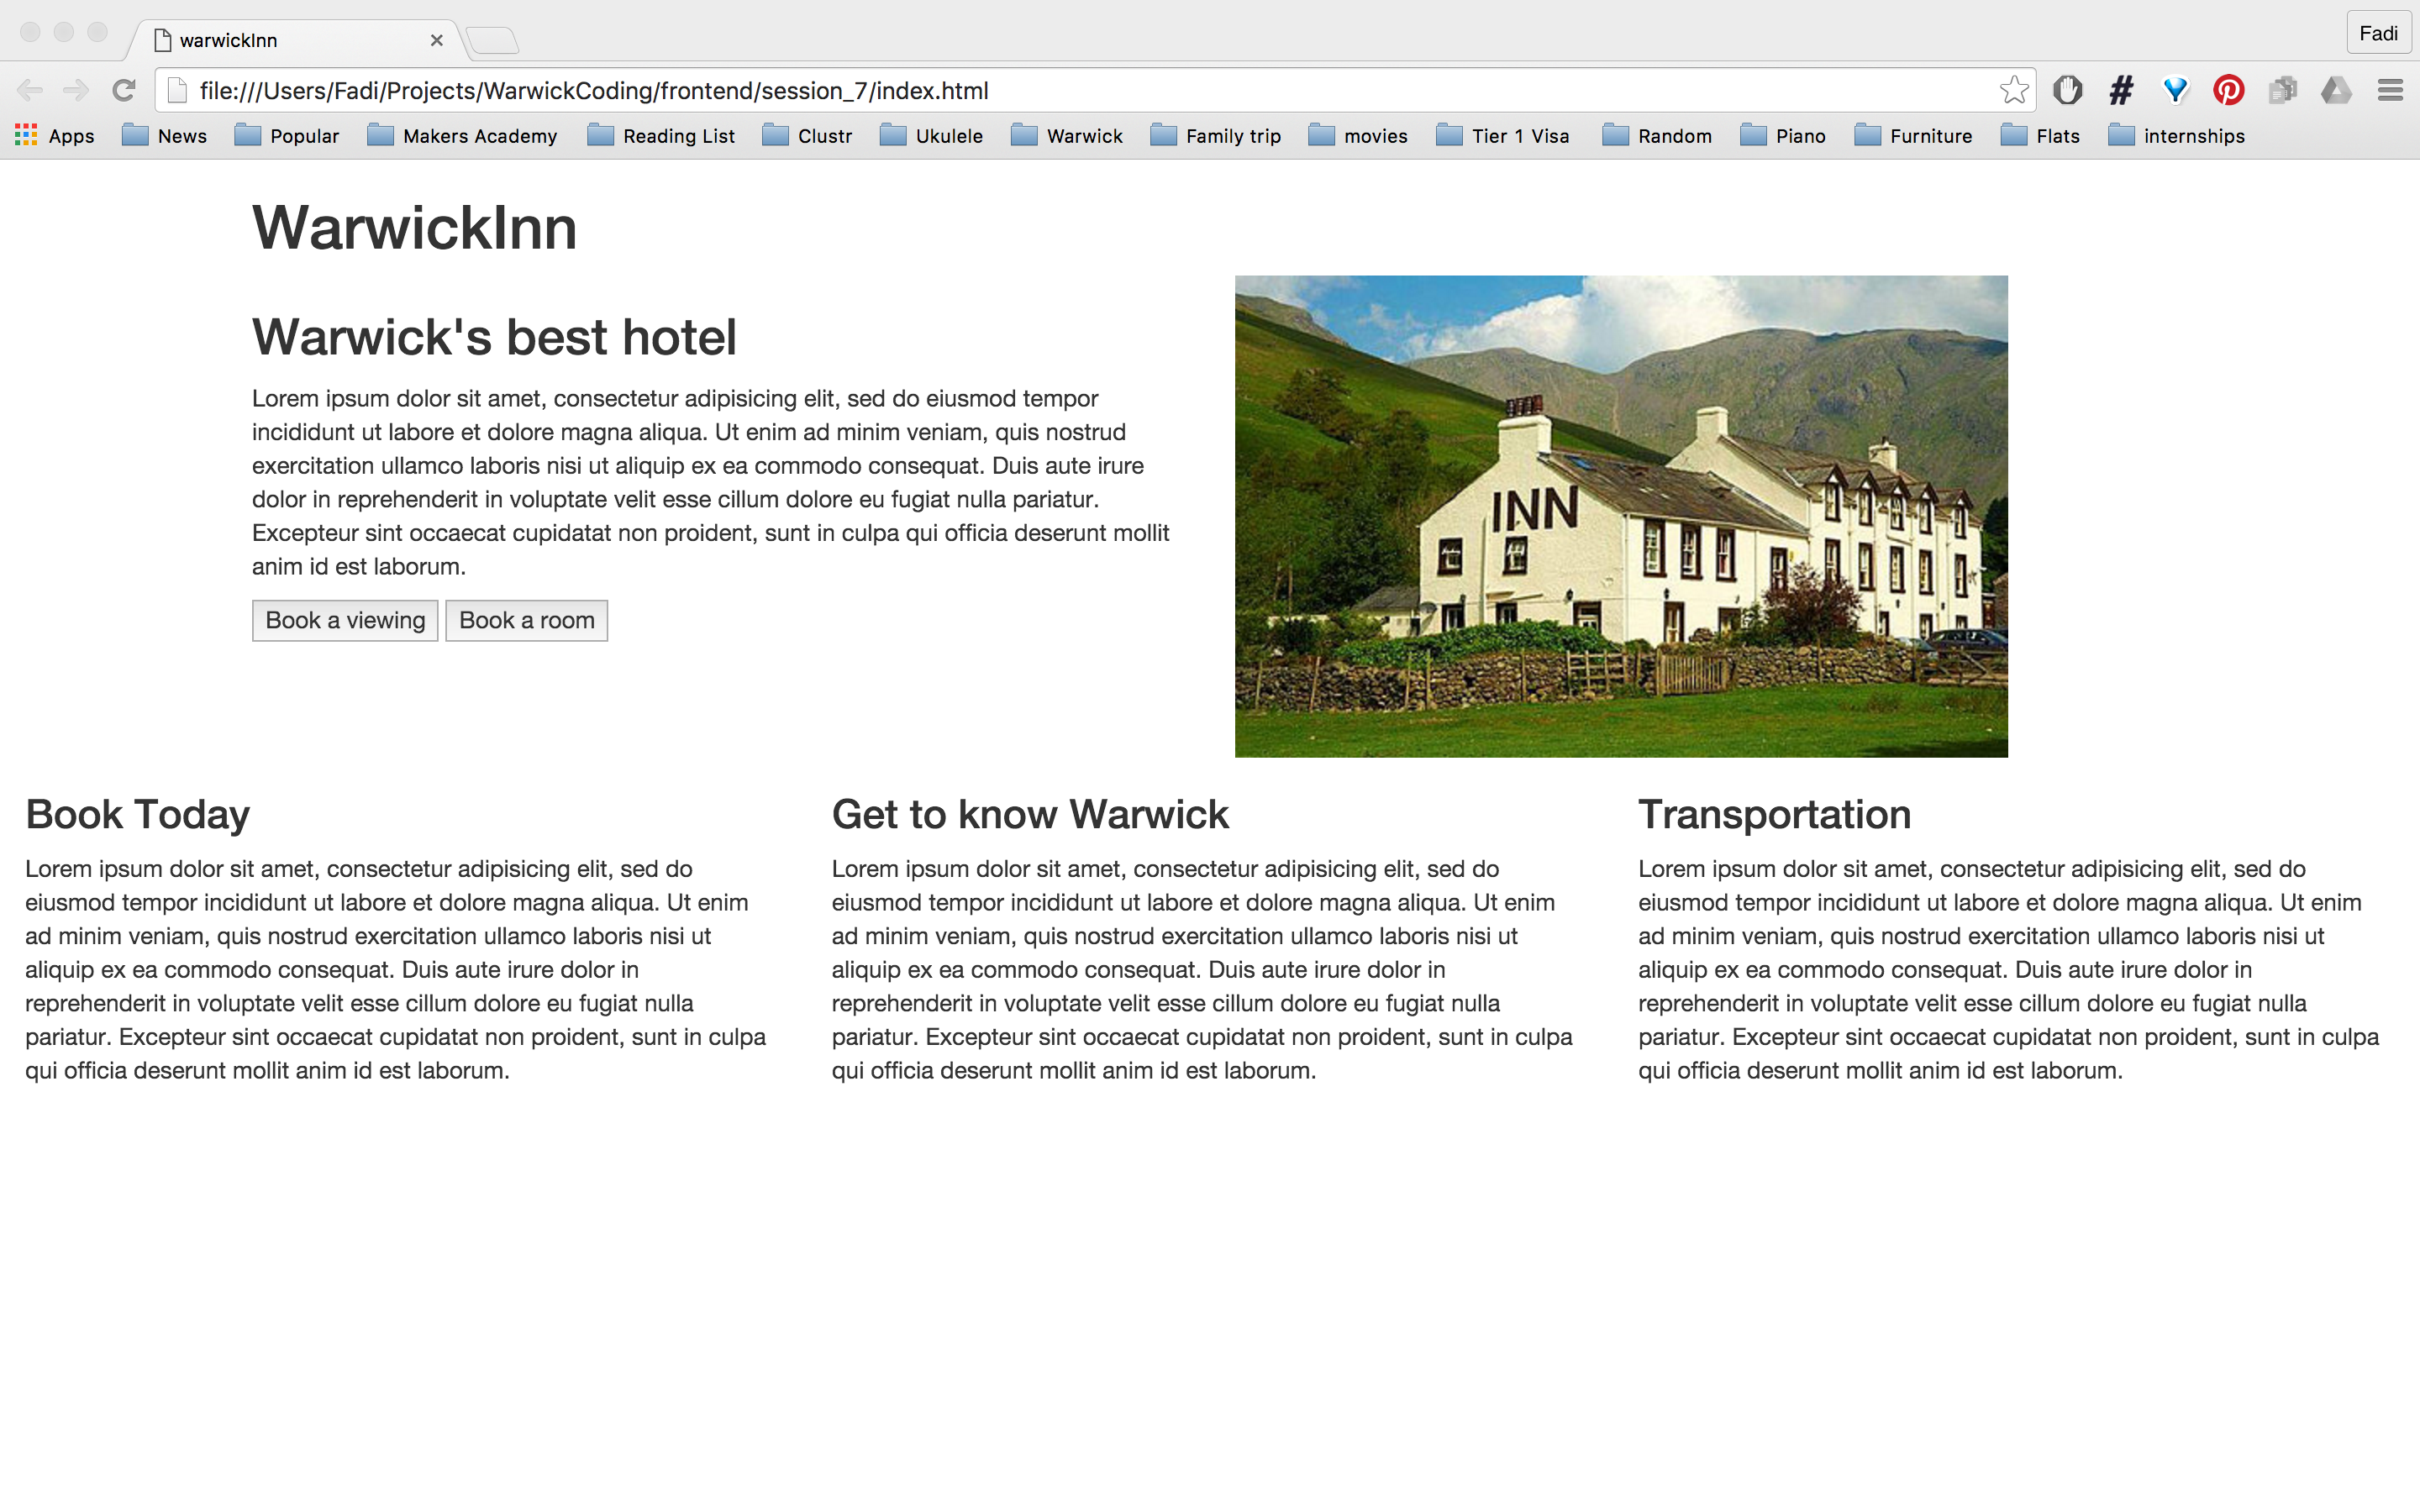 warwickInn
Fadi
file:///Users/Fadi/Projects/WarwickCoding/frontend/session_7/index.html
Apps News Popular Makers Academy Reading List Clustr Ukulele Warwick Family trip movies Tier 1 Visa Random Piano Furniture Flats internships
WarwickInn
Warwick's best hotel
Lorem ipsum dolor sit amet, consectetur adipisicing elit, sed do eiusmod tempor
incididunt ut labore et dolore magna aliqua. Ut enim ad minim veniam, quis nostrud
exercitation ullamco laboris nisi ut aliquip ex ea commodo consequat. Duis aute irure
dolor in reprehenderit in voluptate velit esse cillum dolore eu fugiat nulla pariatur.
Excepteur sint occaecat cupidatat non proident, sunt in culpa qui officia deserunt mollit
anim id est laborum.
Book a viewing Book a room
INN
Book Today
Lorem ipsum dolor sit amet, consectetur adipisicing elit, sed do
eiusmod tempor incididunt ut labore et dolore magna aliqua. Ut enim
ad minim veniam, quis nostrud exercitation ullamco laboris nisi ut
aliquip ex ea commodo consequat. Duis aute irure dolor in
reprehenderit in voluptate velit esse cillum dolore eu fugiat nulla
pariatur. Excepteur sint occaecat cupidatat non proident, sunt in culpa
qui officia deserunt mollit anim id est laborum.
Get to know Warwick
Lorem ipsum dolor sit amet, consectetur adipisicing elit, sed do
eiusmod tempor incididunt ut labore et dolore magna aliqua. Ut enim
ad minim veniam, quis nostrud exercitation ullamco laboris nisi ut
aliquip ex ea commodo consequat. Duis aute irure dolor in
reprehenderit in voluptate velit esse cillum dolore eu fugiat nulla
pariatur. Excepteur sint occaecat cupidatat non proident, sunt in culpa
qui officia deserunt mollit anim id est laborum.
Transportation
Lorem ipsum dolor sit amet, consectetur adipisicing elit, sed do
eiusmod tempor incididunt ut labore et dolore magna aliqua. Ut enim
ad minim veniam, quis nostrud exercitation ullamco laboris nisi ut
aliquip ex ea commodo consequat. Duis aute irure dolor in
reprehenderit in voluptate velit esse cillum dolore eu fugiat nulla
pariatur. Excepteur sint occaecat cupidatat non proident, sunt in culpa
qui officia deserunt mollit anim id est laborum.